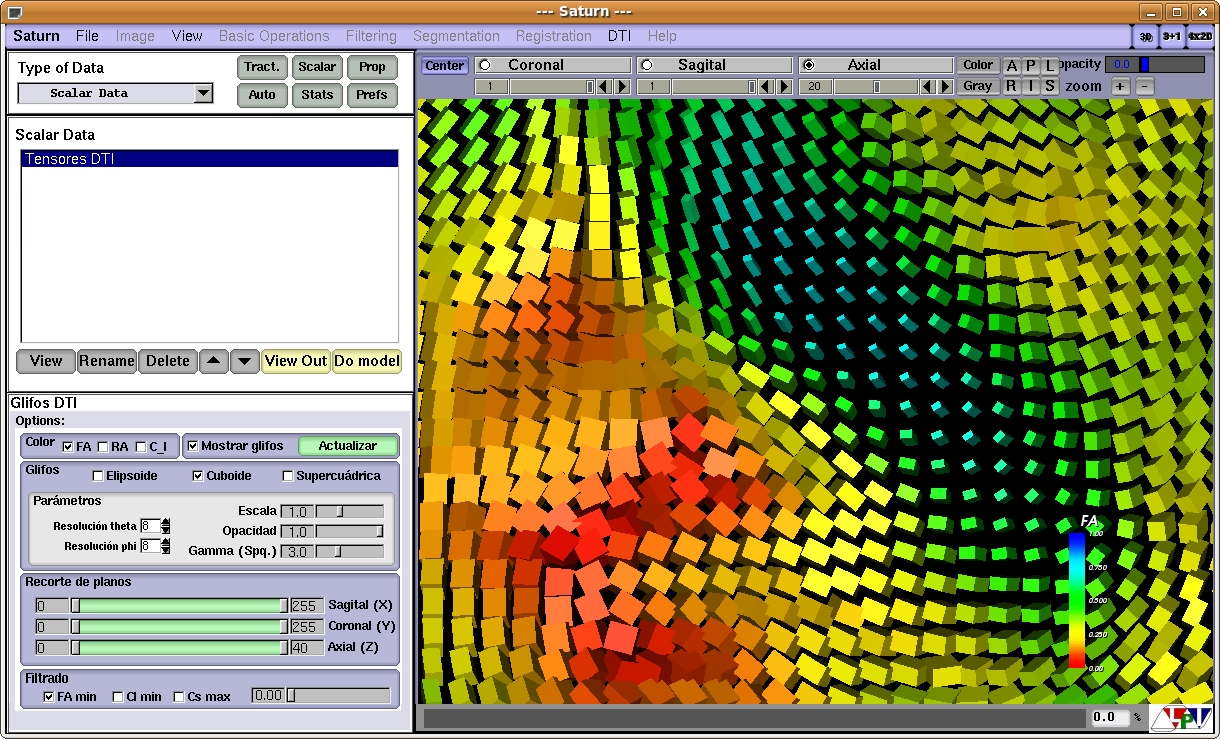 --- Saturn ---
Saturn File Image View Basic Operations Filtering Segmentation Registration DTI Help 3D 3+1 4x2D
Type of Data
Scalar Data
Tract. Scalar Prop
Auto Stats Prefs
Center Coronal Sagital Axial Color A P L opacity 0.0
1 1 20 Gray R I S zoom + -
Scalar Data
Tensores DTI
View Rename Delete View Out Do model
Glifos DTI
Options:
Color FA RA C_l Mostrar glifos Actualizar
Glifos Elipsoide Cuboide Supercuádrica
Parámetros
Resolución theta 8
Resolución phi 8
Escala 1.0
Opacidad 1.0
Gamma (Spq.) 3.0
Recorte de planos
0 255 Sagital (X)
0 255 Coronal (Y)
0 40 Axial (Z)
Filtrado
FA min Cl min Cs max 0.00
FA
1.00
0.750
0.500
0.250
0.00
0.0 %
LPI